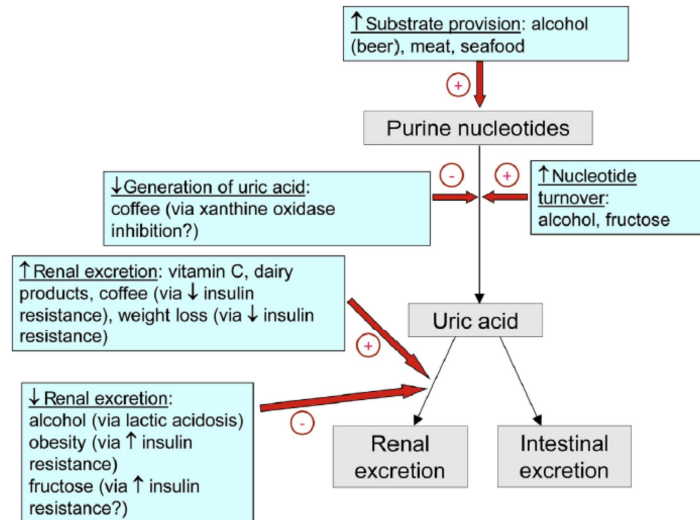 ↑Substrate provision: alcohol
(beer), meat, seafood
+
Purine nucleotides
↓Generation of uric acid:
coffee (via xanthine oxidase
inhibition?)
-
+
↑Nucleotide
turnover:
alcohol, fructose
↑Renal excretion: vitamin C, dairy
products, coffee (via ↓ insulin
resistance), weight loss (via ↓ insulin
resistance)
+
Uric acid
↓Renal excretion:
alcohol (via lactic acidosis)
obesity (via ↑ insulin
resistance)
fructose (via ↑ insulin
resistance?)
-
Renal
excretion
Intestinal
excretion